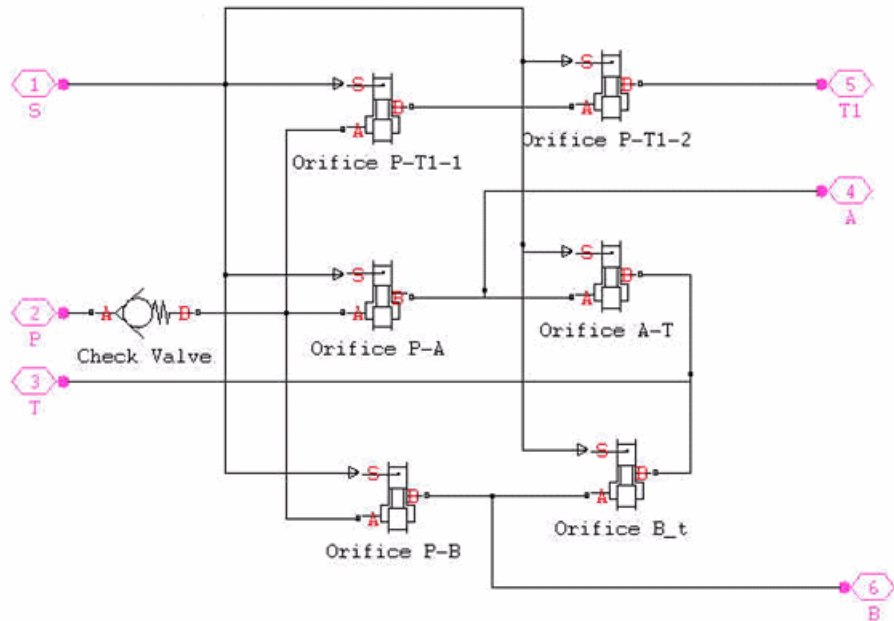 S
S
B
1
S
B
5
A
A
S
T1
Orifice P-T1-1
Orifice P-T1-2
4
A
S
S
B
B
2
A
B
A
A
P
Check Valve
Orifice P-A
Orifice A-T
3
T
S
S
B
B
A
A
Orifice B_t
Orifice P-B
6
B